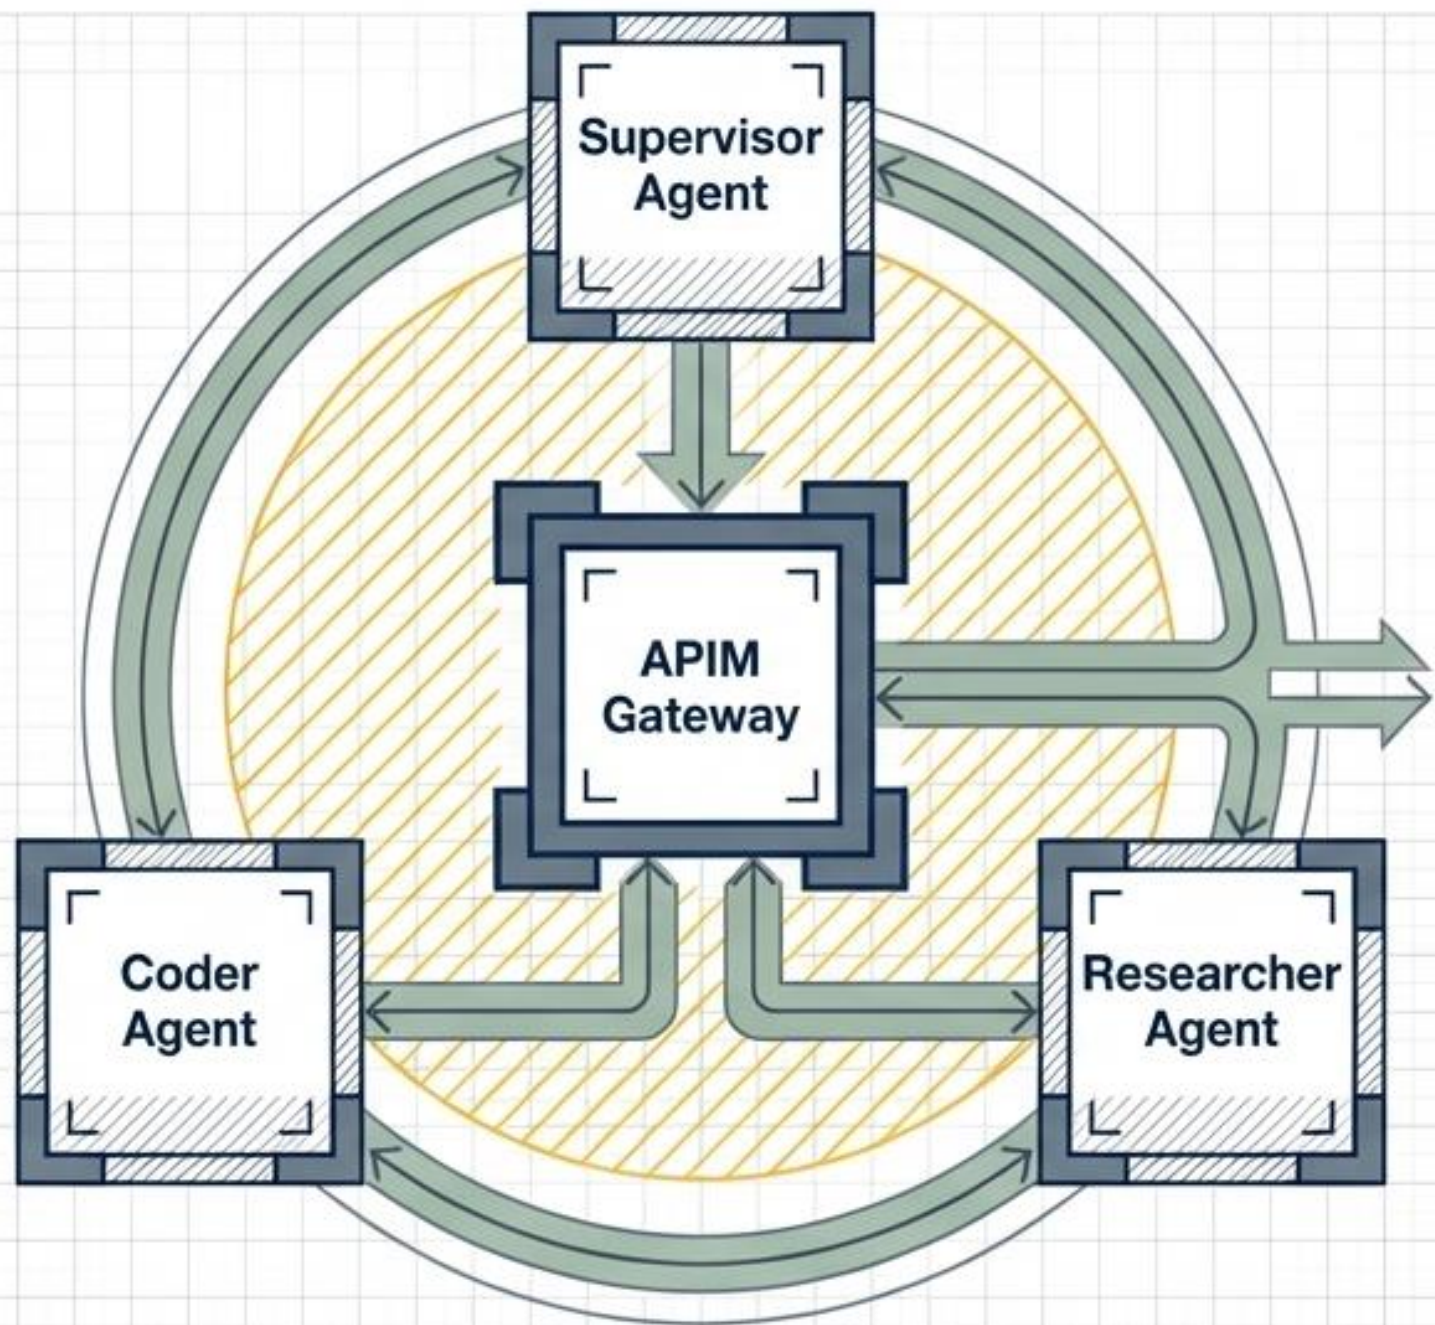 Supervisor
Agent
APIM
Gateway
Coder
Agent
Researcher
Agent